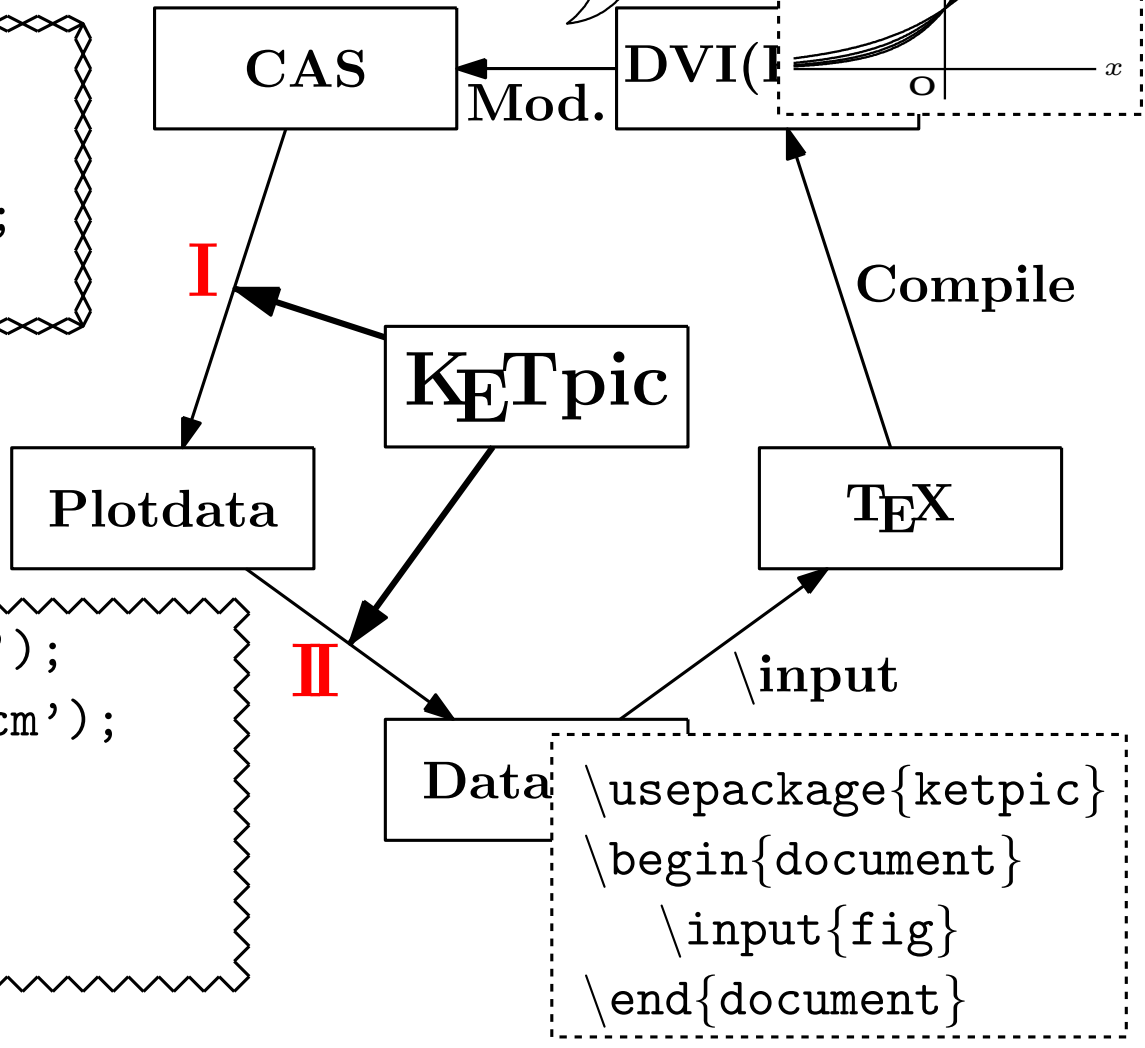 CAS
DVI(
Mod.
x
O
;
I
Compile
KETpic
Plotdata
TEX
');
II
\input
cm');
Data
\usepackage{ketpic}
\begin{document}
\input{fig}
\end{document}